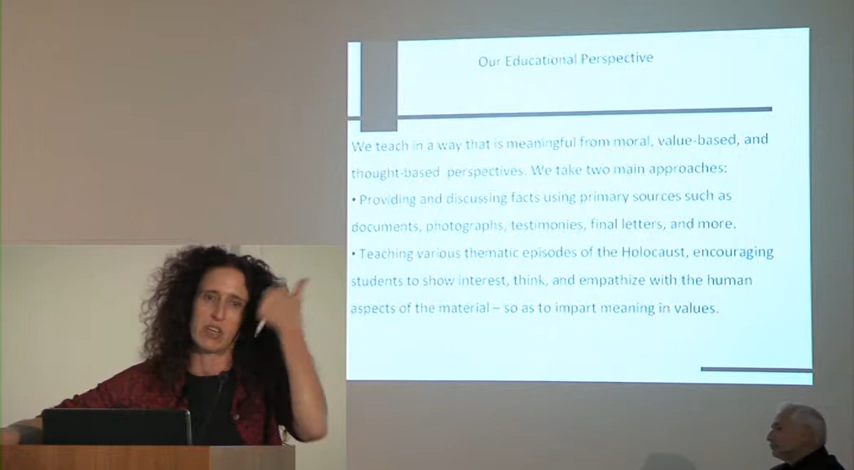 Our Educational Perspective
We teach in a way that is meaningful from moral, value-based, and
thought-based perspectives. We take two main approaches:
• Providing and discussing facts using primary sources such as
documents, photographs, testimonies, final letters, and more.
• Teaching various thematic episodes of the Holocaust, encouraging
students to show interest, think, and empathize with the human
aspects of the material – so as to impart meaning in values.